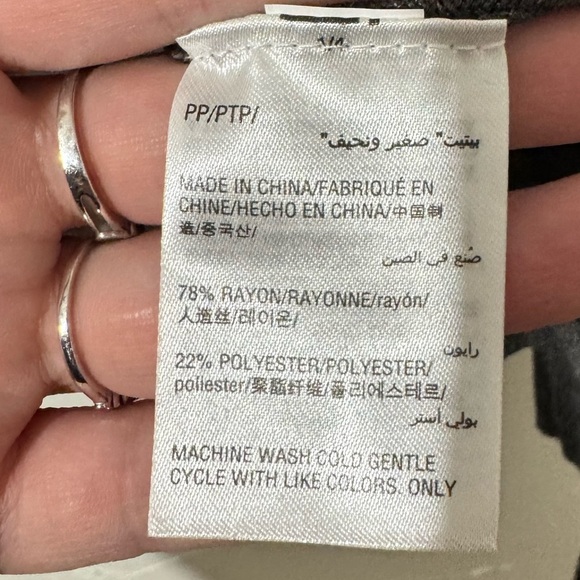 PP/PTP/
بيتيت" صغير ونحيف"
MADE IN CHINA/FABRIQUÉ EN
CHINE/HECHO EN CHINA/中国制
造/중국산/
صُنع في الصين
78% RAYON/RAYONNE/rayón/
人造丝/레이온/
رايون
22% POLYESTER/POLYESTER/
poliester/聚酯纤维/폴리에스테르/
بولي أستر
MACHINE WASH COLD GENTLE
CYCLE WITH LIKE COLORS. ONLY